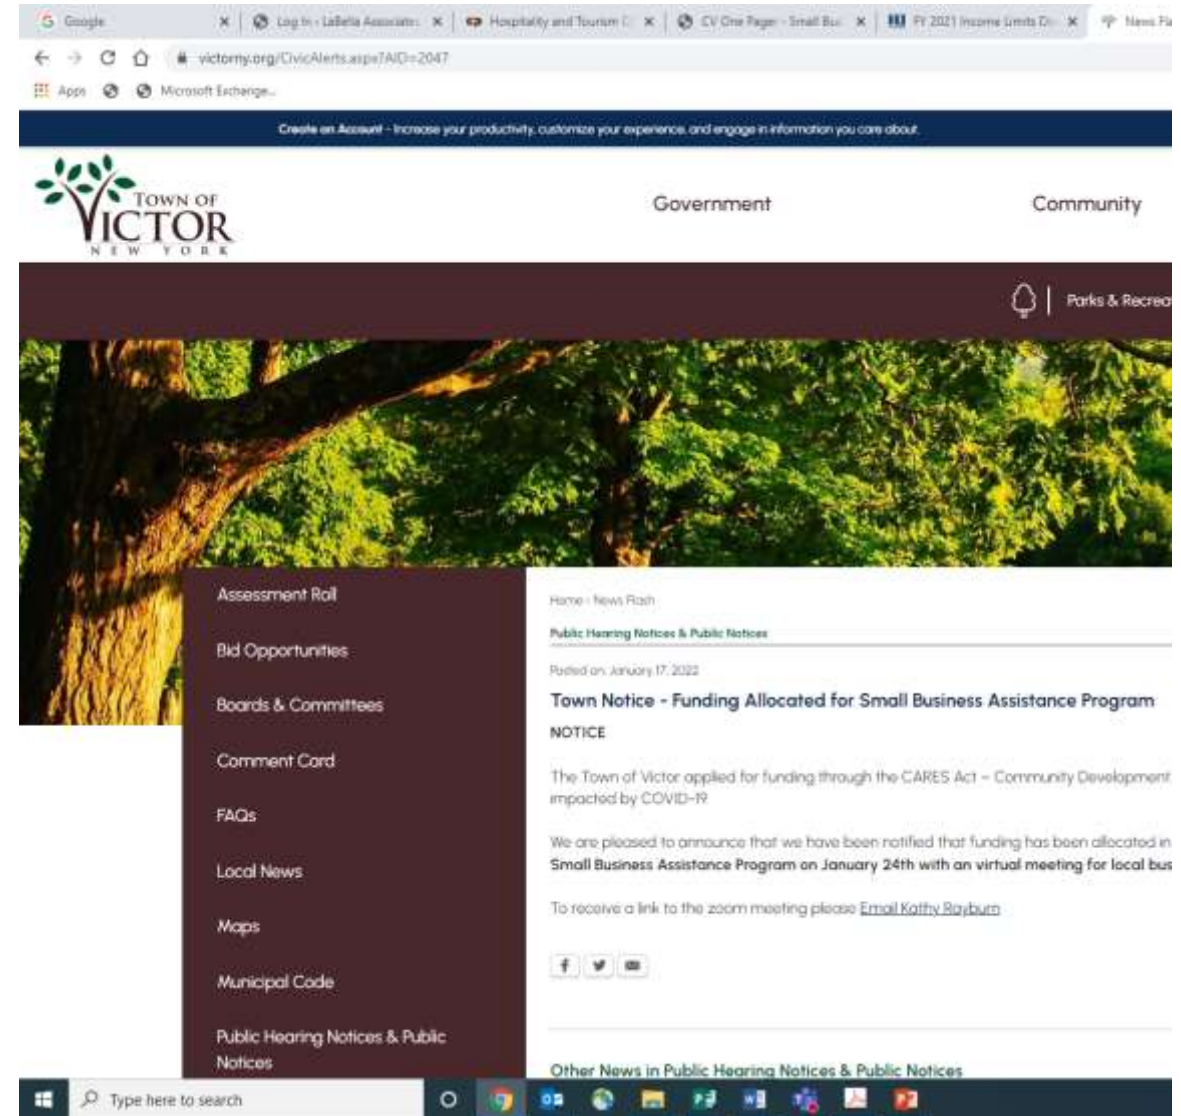 Google
Log In - LaBella Associates
Hospitality and Tourism
CV One Pager - Small Bus
FY 2021 Income Limits Do
News Fla
victorny.org/CivicAlerts.aspx?AID=2047
Apps
Microsoft Exchange...
Create an Account - Increase your productivity, customize your experience, and engage in information you care about.
TOWN OF
VICTOR
NEW YORK
Government
Community
Parks & Recrea
Assessment Roll
Bid Opportunities
Boards & Committees
Comment Card
FAQs
Local News
Maps
Municipal Code
Public Hearing Notices & Public
Notices
Home › News Flash
Public Hearing Notices & Public Notices
Posted on: January 17, 2022
Town Notice - Funding Allocated for Small Business Assistance Program
NOTICE
The Town of Victor applied for funding through the CARES Act – Community Development
impacted by COVID-19
We are pleased to announce that we have been notified that funding has been allocated in
Small Business Assistance Program on January 24th with an virtual meeting for local bus
To receive a link to the zoom meeting please Email Kathy Rayburn
Other News in Public Hearing Notices & Public Notices
Type here to search